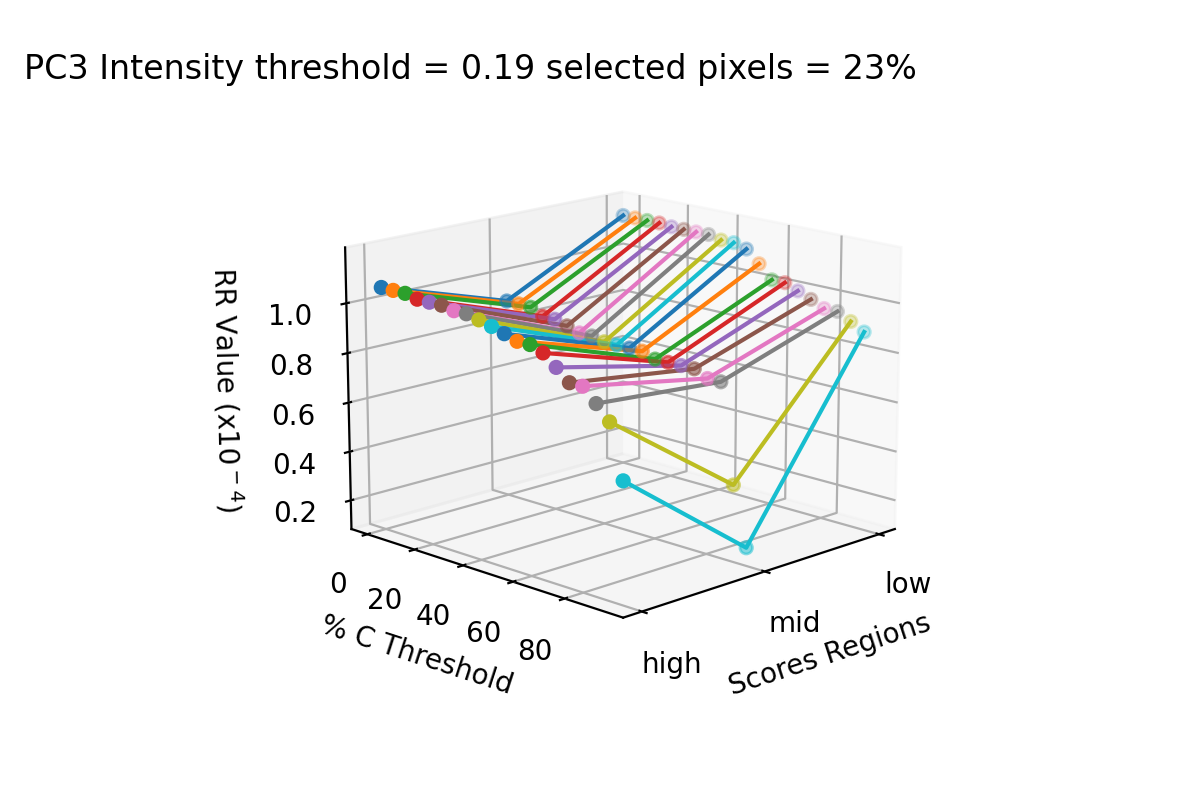 PC3 Intensity threshold = 0.19 selected pixels = 23%
RR Value (x10⁻⁴)
1.0
0.8
0.6
0.4
0.2
0
20
40
60
80
% C Threshold
high
mid
low
Scores Regions